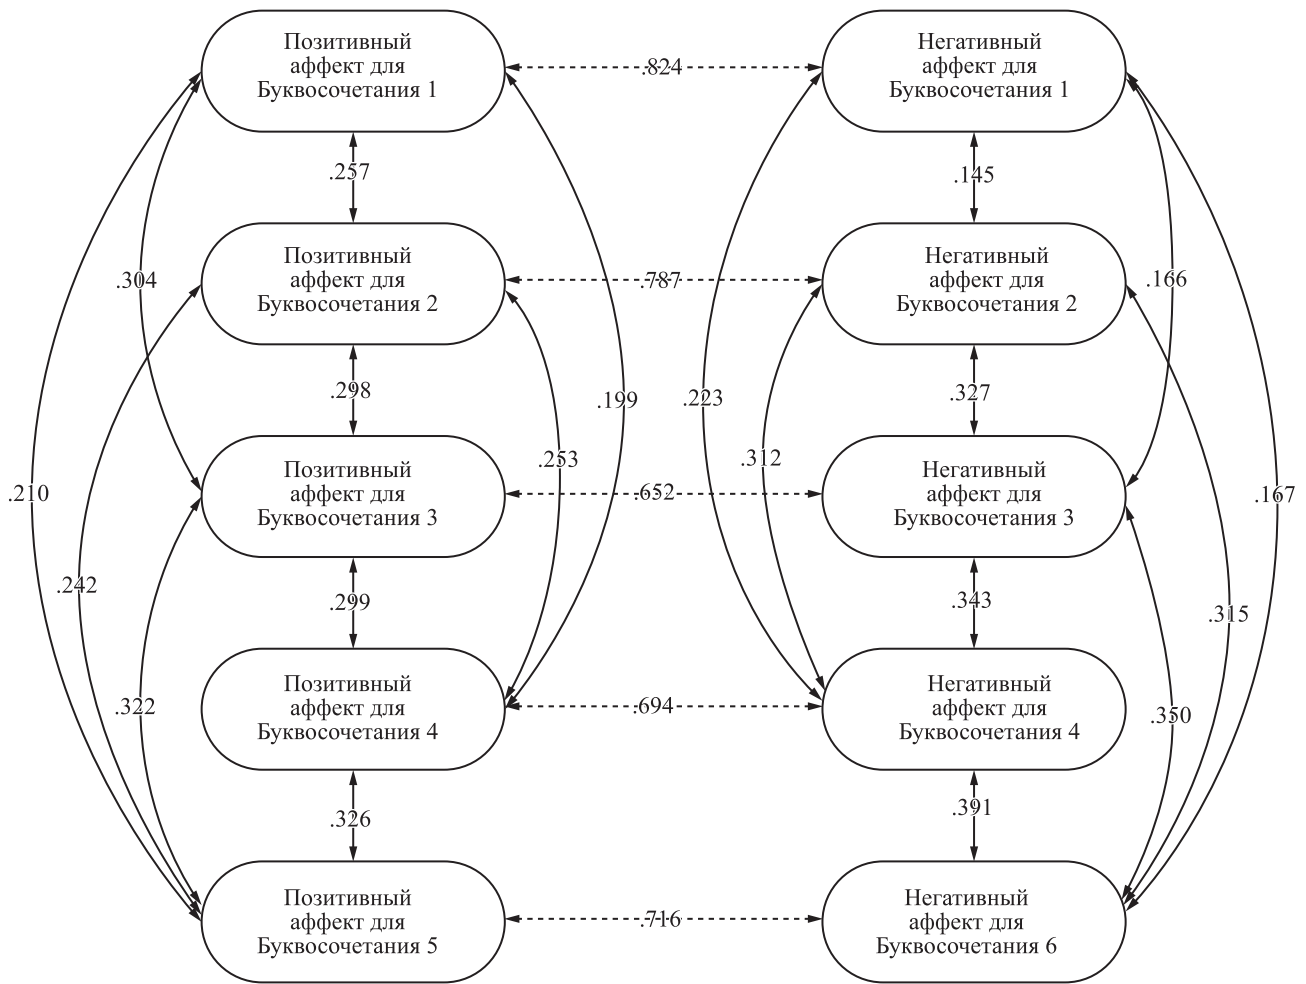 Позитивный
аффект для
Буквосочетания 1
.824
Негативный
аффект для
Буквосочетания 1
.257
.145
Позитивный
аффект для
Буквосочетания 2
.304
.787
Негативный
аффект для
Буквосочетания 2
.166
.298
.199
.223
.327
.253
.312
Позитивный
аффект для
Буквосочетания 3
.210
.652
Негативный
аффект для
Буквосочетания 3
.167
.242
.299
.343
.315
Позитивный
аффект для
Буквосочетания 4
.322
.694
Негативный
аффект для
Буквосочетания 4
.350
.326
.391
Позитивный
аффект для
Буквосочетания 5
.716
Негативный
аффект для
Буквосочетания 6